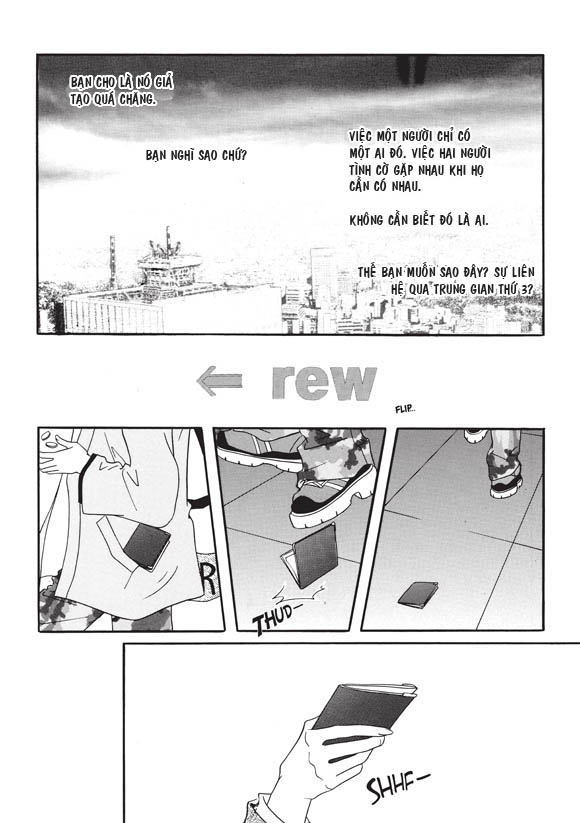 BẠN CHO LÀ NÓ GIẢ
TẠO QUÁ CHĂNG.
BẠN NGHĨ SAO CHỨ?
VIỆC MỘT NGƯỜI CHỈ CÓ
MỘT AI ĐÓ. VIỆC HAI NGƯỜI
TÌNH CỜ GẶP NHAU KHI HỌ
CẦN CÓ NHAU.
KHÔNG CẦN BIẾT ĐÓ LÀ AI.
THẾ BẠN MUỐN SAO ĐÂY? SỰ LIÊN
HỆ QUA TRUNG GIAN THỨ 3?
← rew
FLIP...
R
THUD—
SHHF—